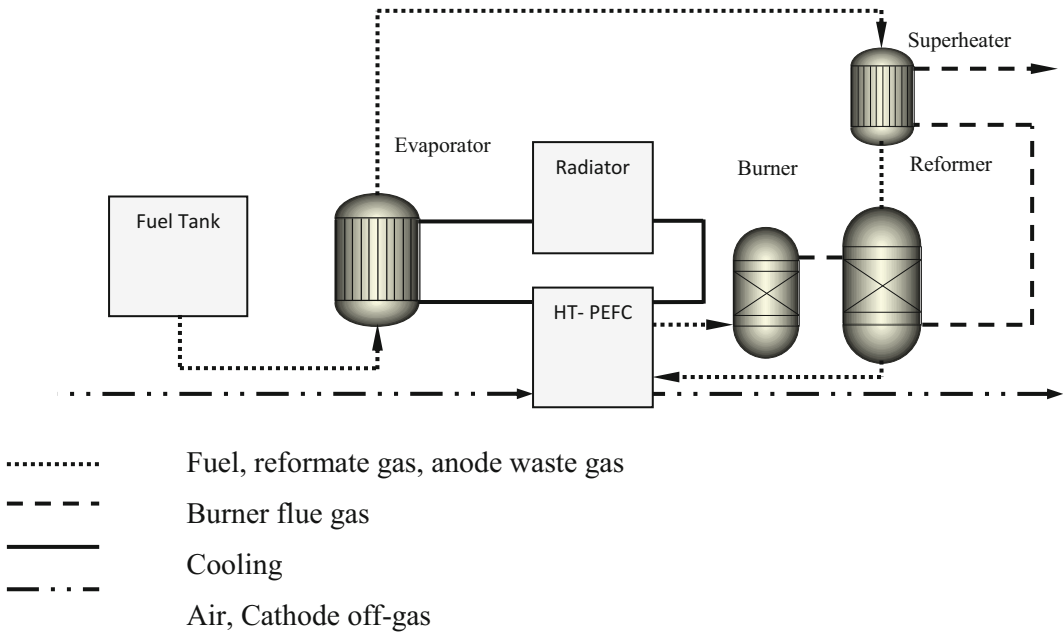 Superheater
Evaporator
Radiator
Burner
Reformer
Fuel Tank
HT- PEFC
Fuel, reformate gas, anode waste gas
Burner flue gas
Cooling
Air, Cathode off-gas